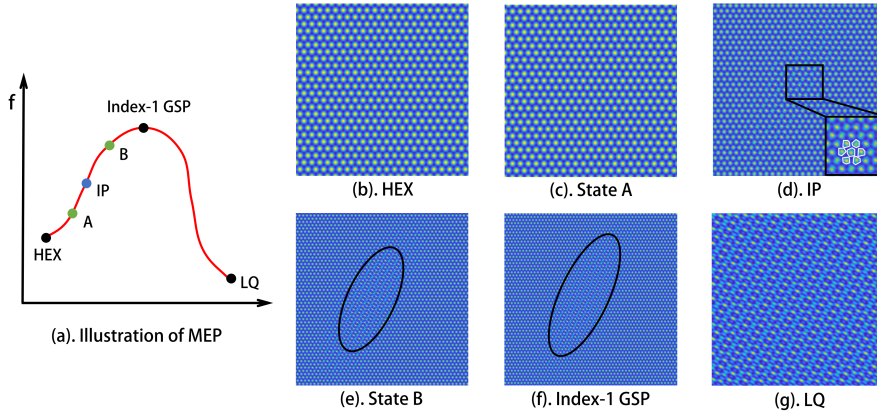 f
Index-1 GSP
B
IP
A
HEX
LQ
(a). Illustration of MEP
(b). HEX
(c). State A
(d). IP
(e). State B
(f). Index-1 GSP
(g). LQ